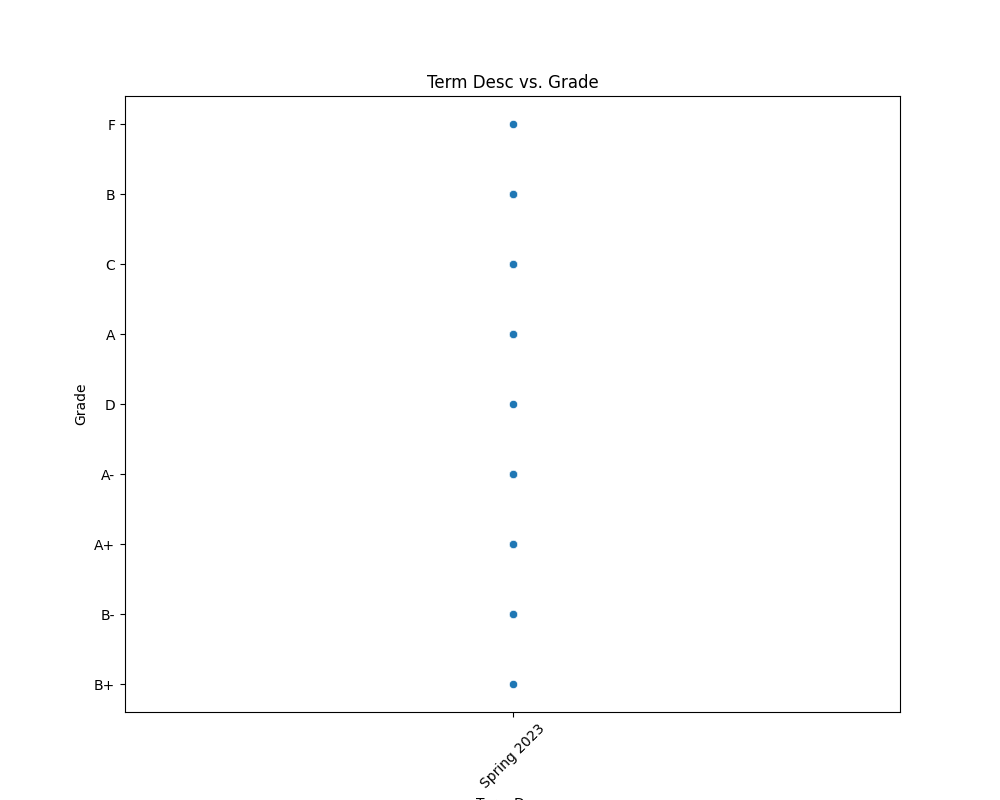 Term Desc vs. Grade
F
B
C
A
D
A-
A+
B-
B+
Grade
Spring 2023